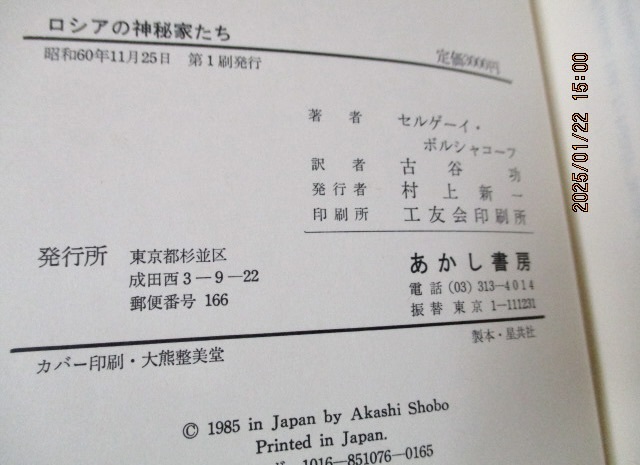 ロシアの神秘家たち
昭和60年11月25日 第1刷発行 定価3000円
著者 セルゲーイ・
ボルシャコーフ
訳者 古谷 功
発行者 村上新一
印刷所 工友会印刷所
発行所 東京都杉並区
成田西3-9-22
郵便番号 166
あかし書房
電話 (03) 313-4014
振替 東京 1-111231
製本・星共社
カバー印刷・大熊整美堂
© 1985 in Japan by Akashi Shobo
Printed in Japan.
1016-851076-0165
2025/01/22 15:00